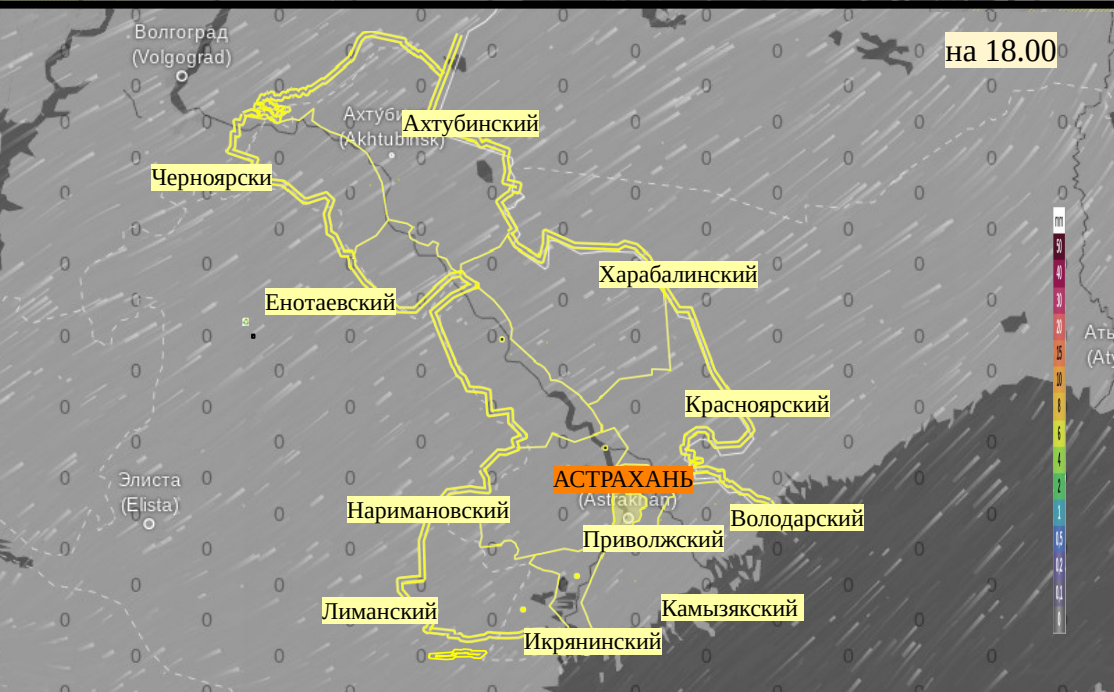 Волгоград
(Volgograd)
на 18.00
Ахтубинский
(Akhtubinsk)
Черноярски
Харабалинский
Енотаевский
Красноярский
Элиста
(Elista)
АСТРАХАНЬ
(Astrakhan)
Наримановский
Володарский
Приволжский
Лиманский
Камызякский
Икрянинский
mm
50
40
30
20
15
10
8
6
4
2
1
0,5
0,2
0,1
0